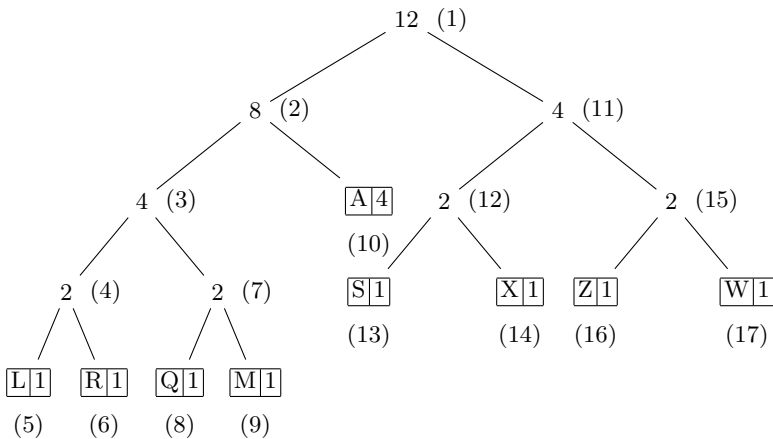 12 (1)
8 (2) 4 (11)
4 (3) A 4 2 (12) 2 (15)
(10)
2 (4) 2 (7) S 1 X 1 Z 1 W 1
(13) (14) (16) (17)
L 1 R 1 Q 1 M 1
(5) (6) (8) (9)